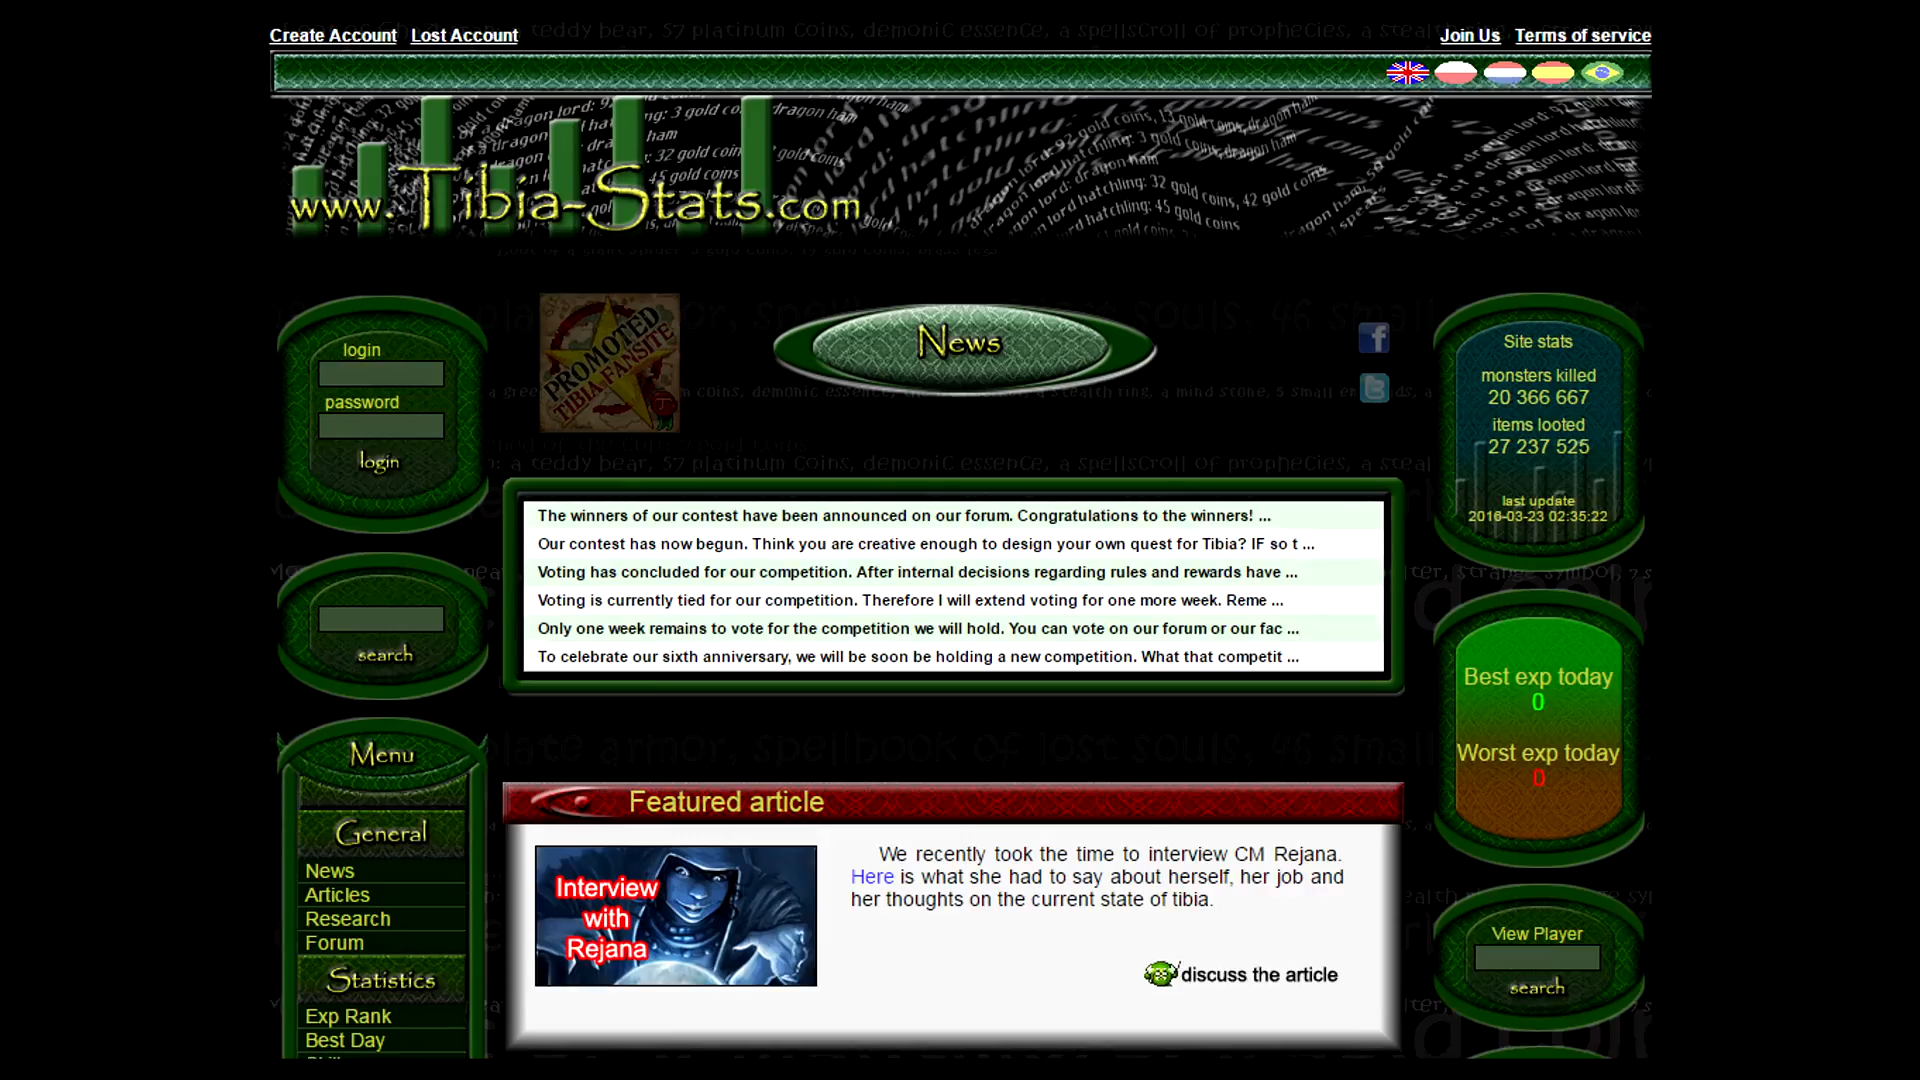 Create Account Lost Account
Join Us Terms of service
www.Tibia-Stats.com
login
password
login
PROMOTED
TIBIA FANSITE
News
Site stats
monsters killed
20 366 667
items looted
27 237 525
last update
2016-03-23 02:35:22
The winners of our contest have been announced on our forum. Congratulations to the winners! ...
Our contest has now begun. Think you are creative enough to design your own quest for Tibia? IF so t ...
Voting has concluded for our competition. After internal decisions regarding rules and rewards have ...
Voting is currently tied for our competition. Therefore I will extend voting for one more week. Reme ...
Only one week remains to vote for the competition we will hold. You can vote on our forum or our fac ...
To celebrate our sixth anniversary, we will be soon be holding a new competition. What that competit ...
search
Best exp today
0
Worst exp today
0
Menu
General
News
Articles
Research
Forum
Statistics
Exp Rank
Best Day
Featured article
Interview
with
Rejana
We recently took the time to interview CM Rejana.
Here is what she had to say about herself, her job and
her thoughts on the current state of tibia.
discuss the article
View Player
search